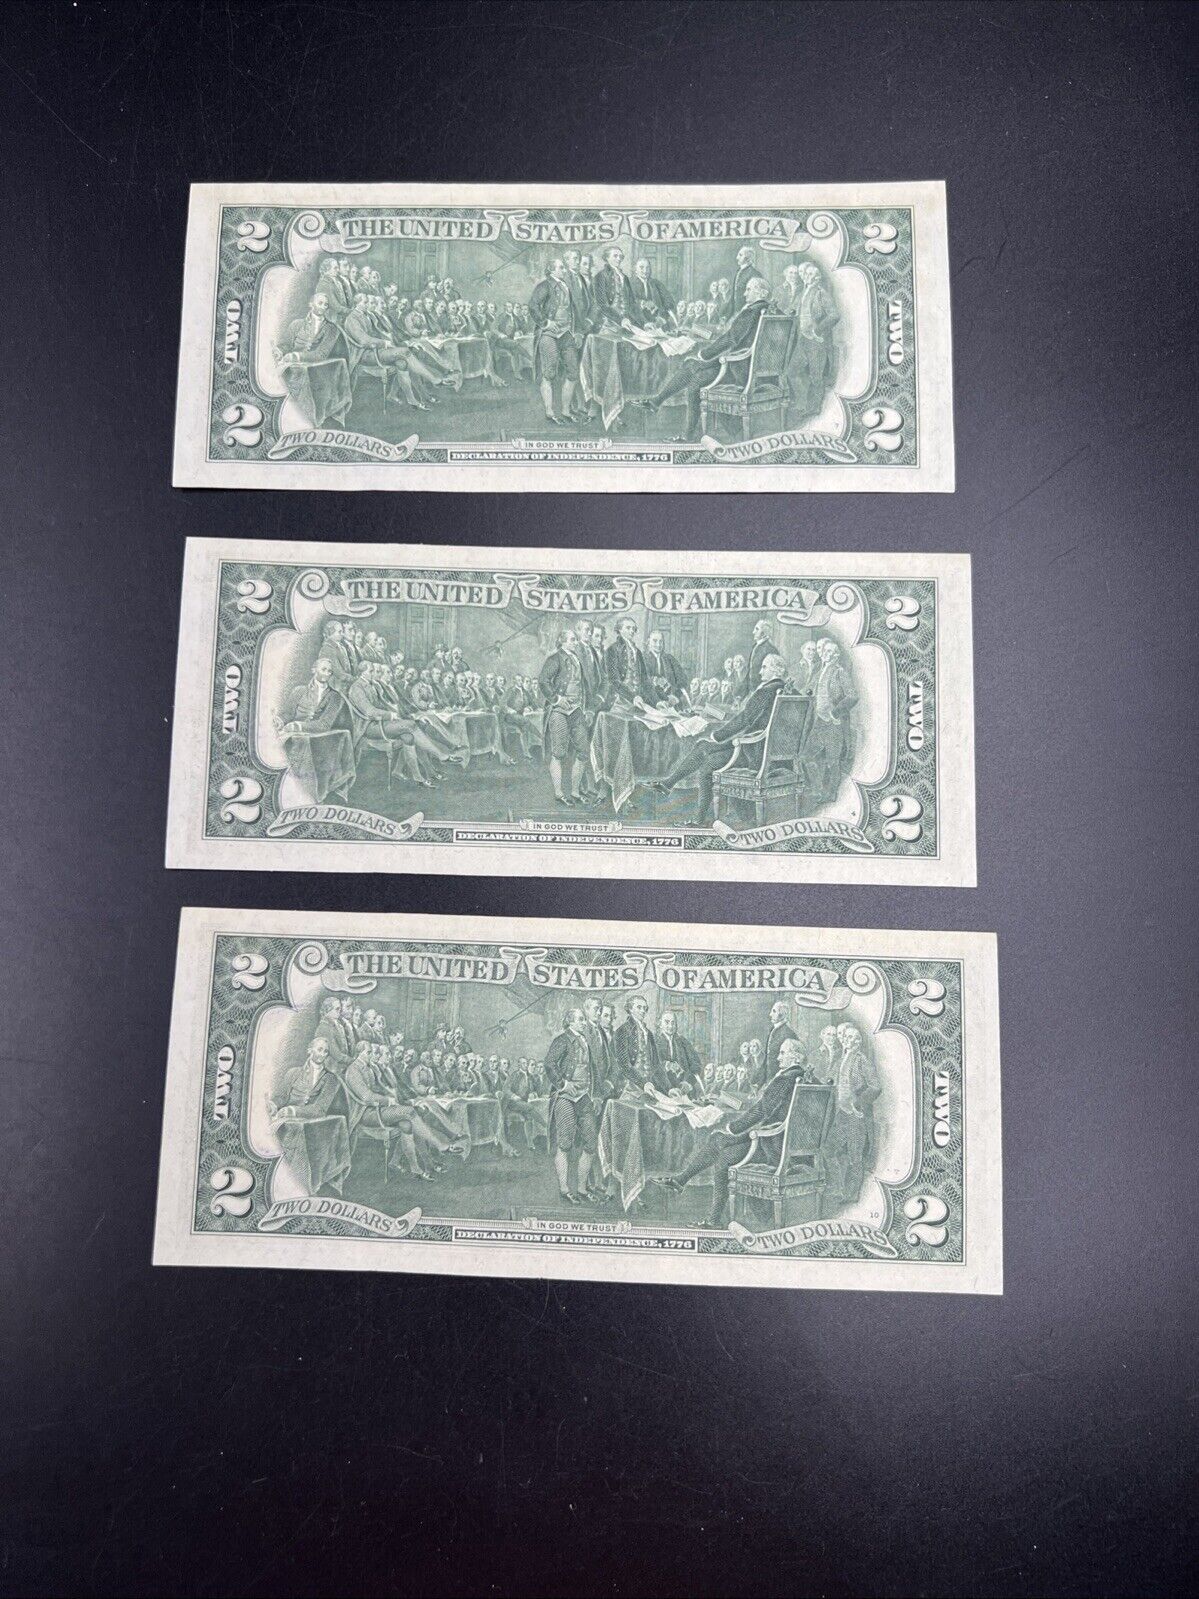 2 THE UNITED STATES OF AMERICA 2
TWO TWO
2 TWO DOLLARS IN GOD WE TRUST TWO DOLLARS 2
DECLARATION OF INDEPENDENCE, 1776
2 THE UNITED STATES OF AMERICA 2
TWO TWO
2 TWO DOLLARS IN GOD WE TRUST TWO DOLLARS 2
DECLARATION OF INDEPENDENCE, 1776
2 THE UNITED STATES OF AMERICA 2
TWO TWO
10
2 TWO DOLLARS IN GOD WE TRUST TWO DOLLARS 2
DECLARATION OF INDEPENDENCE, 1776